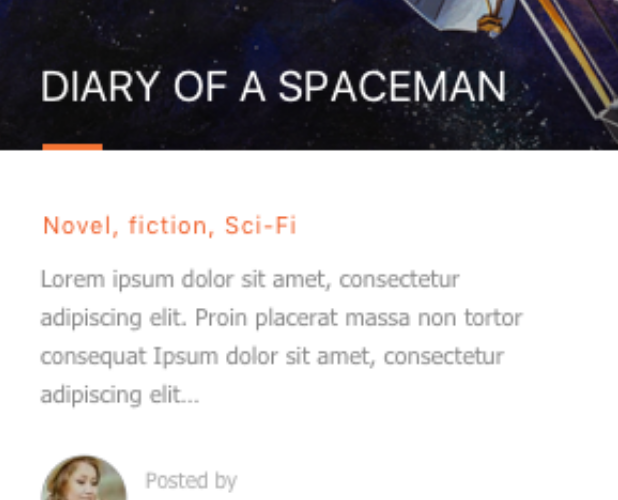 DIARY OF A SPACEMAN
Novel, fiction, Sci-Fi
Lorem ipsum dolor sit amet, consectetur
adipiscing elit. Proin placerat massa non tortor
consequat Ipsum dolor sit amet, consectetur
adipiscing elit...
Posted by